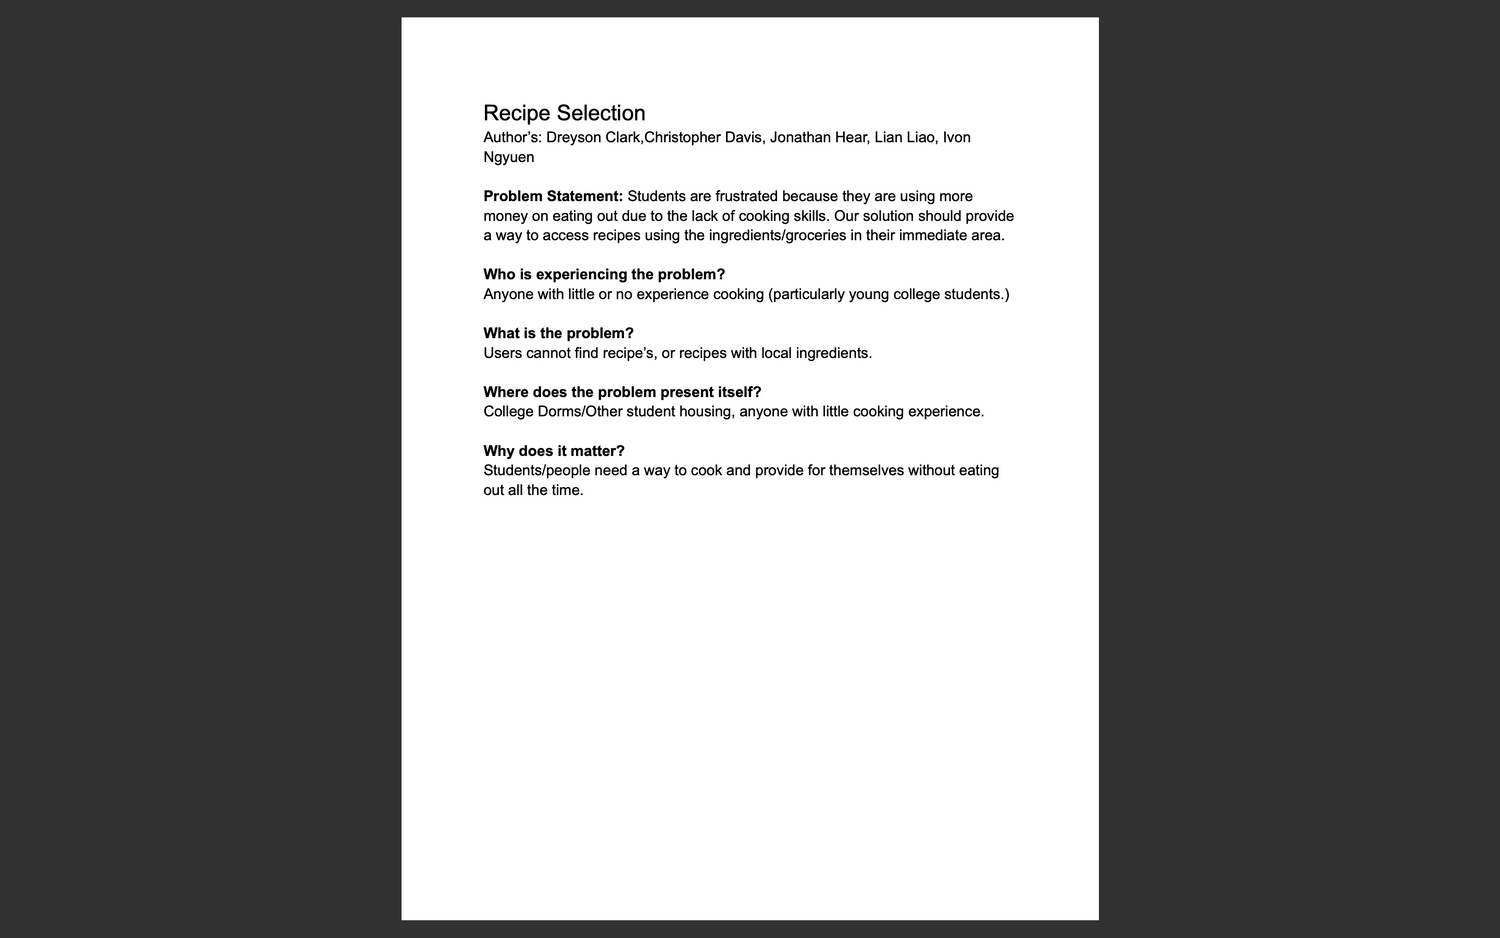 Recipe Selection
Author’s: Dreyson Clark,Christopher Davis, Jonathan Hear, Lian Liao, Ivon
Ngyuen
Problem Statement: Students are frustrated because they are using more
money on eating out due to the lack of cooking skills. Our solution should provide
a way to access recipes using the ingredients/groceries in their immediate area.
Who is experiencing the problem?
Anyone with little or no experience cooking (particularly young college students.)
What is the problem?
Users cannot find recipe’s, or recipes with local ingredients.
Where does the problem present itself?
College Dorms/Other student housing, anyone with little cooking experience.
Why does it matter?
Students/people need a way to cook and provide for themselves without eating
out all the time.